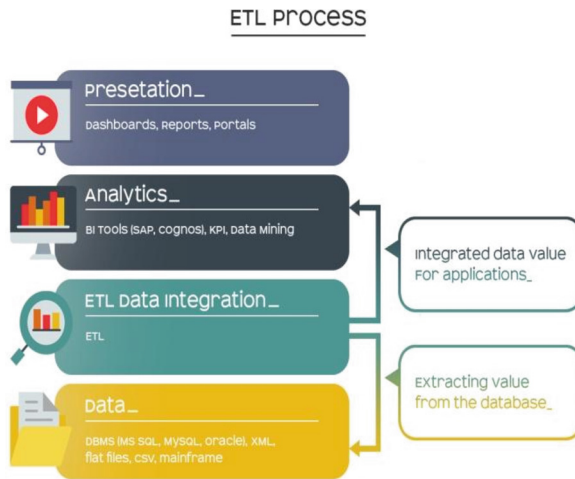 ETL Process
Presetation_
Dashboards, Reports, Portals
Analytics_
BI Tools (SAP, Cognos), KPI, Data Mining
Integrated data value
For applications_
ETL Data Integration_
ETL
Extracting value
from the database_
Data_
DBMS (MS SQL, MySQL, Oracle), XML,
flat files, csv, mainframe